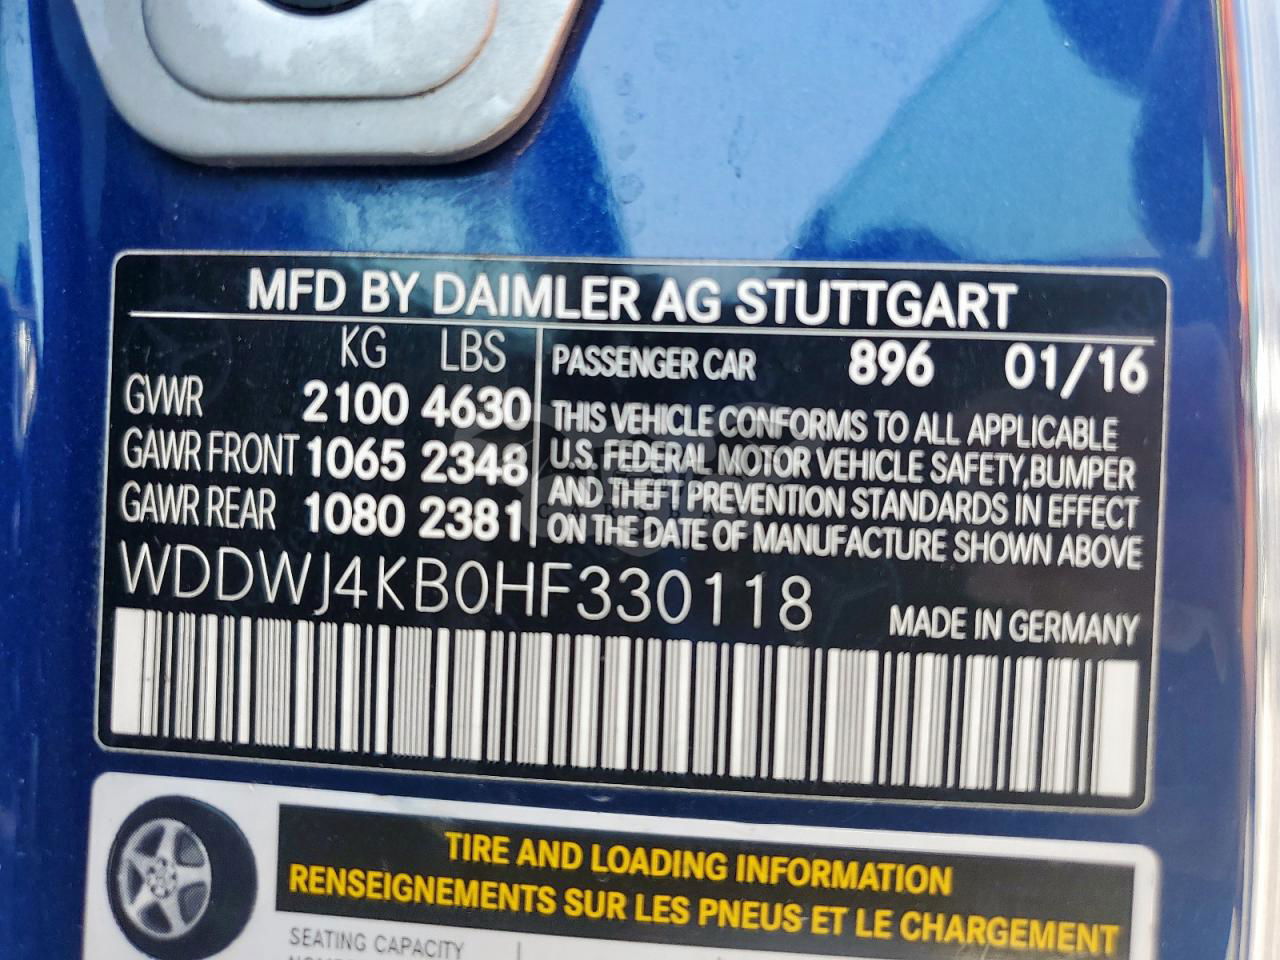 MFD BY DAIMLER AG STUTTGART
KG LBS
GVWR 2100 4630
GAWR FRONT 1065 2348
GAWR REAR 1080 2381
PASSENGER CAR 896 01/16
THIS VEHICLE CONFORMS TO ALL APPLICABLE
U.S. FEDERAL MOTOR VEHICLE SAFETY,BUMPER
AND THEFT PREVENTION STANDARDS IN EFFECT
ON THE DATE OF MANUFACTURE SHOWN ABOVE
WDDWJ4KB0HF330118
MADE IN GERMANY
TIRE AND LOADING INFORMATION
RENSEIGNEMENTS SUR LES PNEUS ET LE CHARGEMENT
SEATING CAPACITY